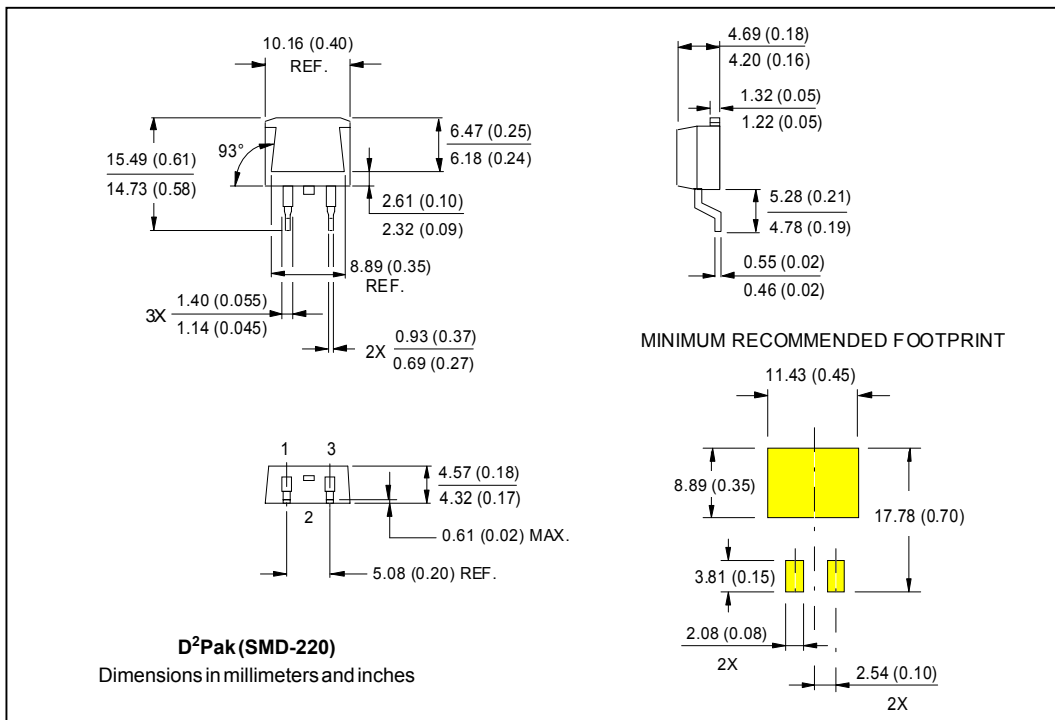 10.16 (0.40)
REF.
15.49 (0.61)
14.73 (0.58)
93°
6.47 (0.25)
6.18 (0.24)
2.61 (0.10)
2.32 (0.09)
8.89 (0.35)
REF.
3X
1.40 (0.055)
1.14 (0.045)
2X
0.93 (0.37)
0.69 (0.27)
4.69 (0.18)
4.20 (0.16)
1.32 (0.05)
1.22 (0.05)
5.28 (0.21)
4.78 (0.19)
0.55 (0.02)
0.46 (0.02)
1 3
2
4.57 (0.18)
4.32 (0.17)
0.61 (0.02) MAX.
5.08 (0.20) REF.
MINIMUM RECOMMENDED FOOTPRINT
11.43 (0.45)
8.89 (0.35)
17.78 (0.70)
3.81 (0.15)
2.08 (0.08)
2X
2.54 (0.10)
2X
D²Pak (SMD-220)
Dimensions in millimeters and inches